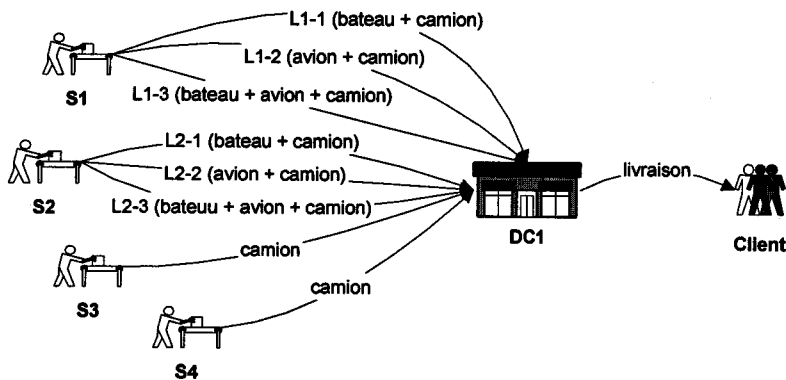 L1-1 (bateau + camion)
L1-2 (avion + camion)
S1
L1-3 (bateau + avion + camion)
L2-1 (bateau + camion)
L2-2 (avion + camion)
livraison
S2
L2-3 (bateuu + avion + camion)
DC1
Client
camion
S3
camion
S4